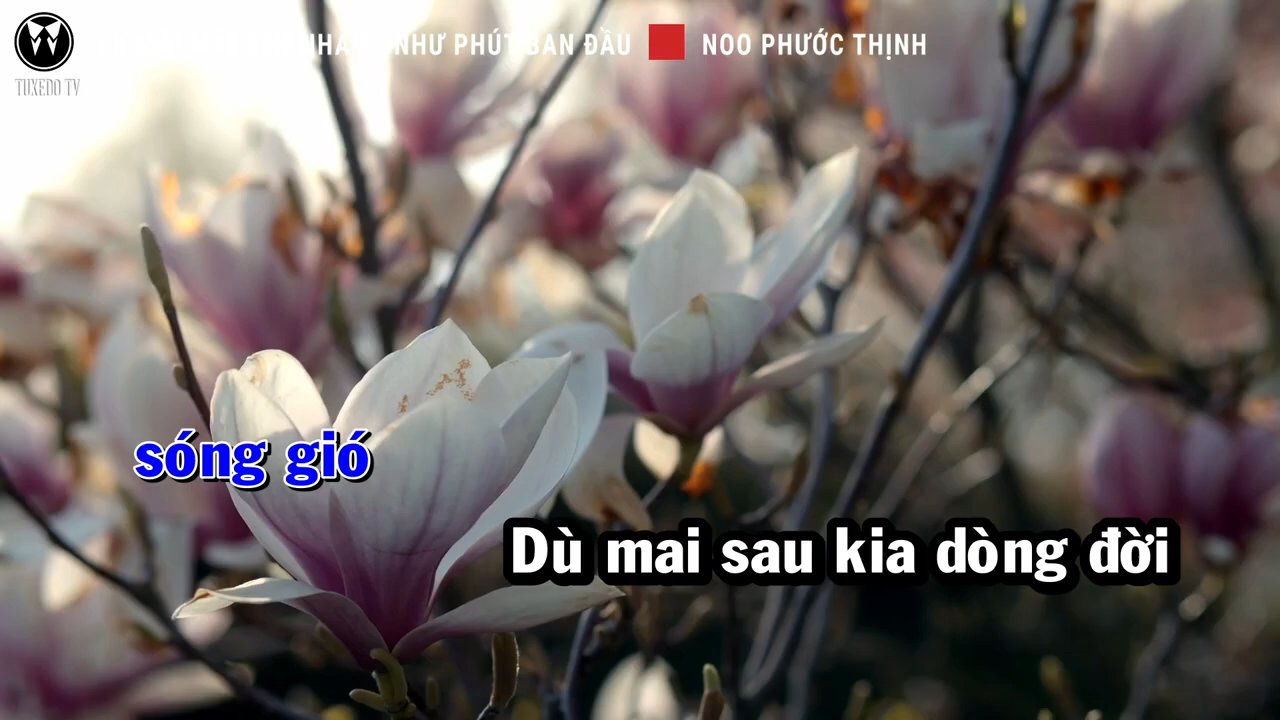 NHƯ PHÚT BAN ĐẦU
NOO PHƯỚC THỊNH
TUXEDO TV
sóng gió
Dù mai sau kia dòng đời